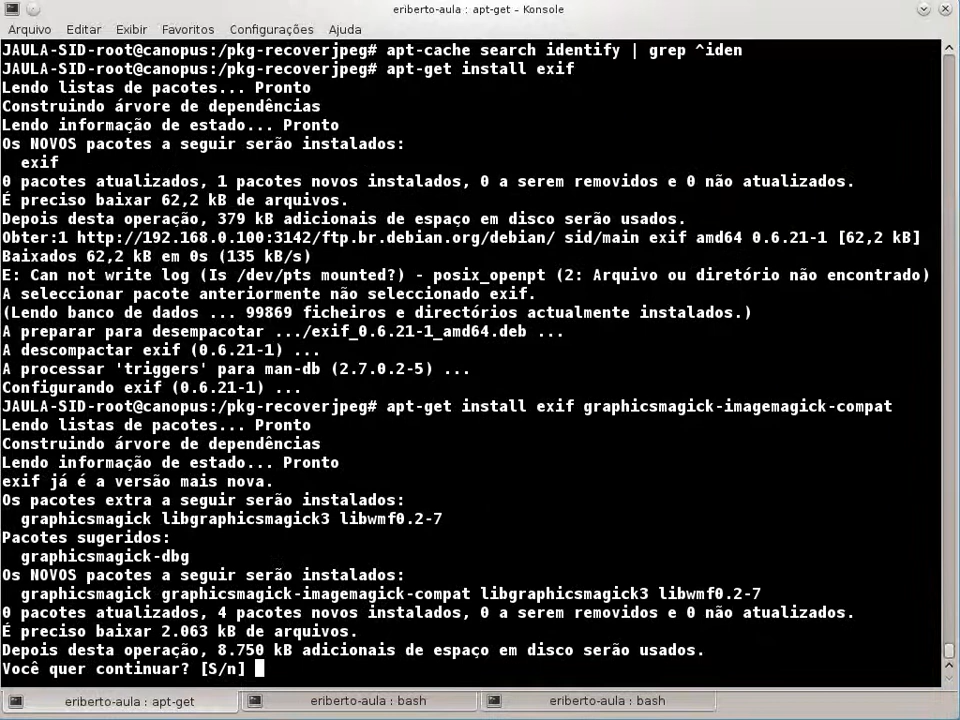 eriberto-aula : apt-get - Konsole
Arquivo Editar Exibir Favoritos Configurações Ajuda
JAULA-SID-root@canopus:/pkg-recoverjpeg# apt-cache search identify | grep ^iden
JAULA-SID-root@canopus:/pkg-recoverjpeg# apt-get install exif
Lendo listas de pacotes... Pronto
Construindo árvore de dependências
Lendo informação de estado... Pronto
Os NOVOS pacotes a seguir serão instalados:
  exif
0 pacotes atualizados, 1 pacotes novos instalados, 0 a serem removidos e 0 não atualizados.
É preciso baixar 62,2 kB de arquivos.
Depois desta operação, 379 kB adicionais de espaço em disco serão usados.
Obter:1 http://192.168.0.100:3142/ftp.br.debian.org/debian/ sid/main exif amd64 0.6.21-1 [62,2 kB]
Baixados 62,2 kB em 0s (135 kB/s)
E: Can not write log (Is /dev/pts mounted?) - posix_openpt (2: Arquivo ou diretório não encontrado)
A seleccionar pacote anteriormente não seleccionado exif.
(Lendo banco de dados ... 99869 ficheiros e directórios actualmente instalados.)
A preparar para desempacotar .../exif_0.6.21-1_amd64.deb ...
A descompactar exif (0.6.21-1) ...
A processar 'triggers' para man-db (2.7.0.2-5) ...
Configurando exif (0.6.21-1) ...
JAULA-SID-root@canopus:/pkg-recoverjpeg# apt-get install exif graphicsmagick-imagemagick-compat
Lendo listas de pacotes... Pronto
Construindo árvore de dependências
Lendo informação de estado... Pronto
exif já é a versão mais nova.
Os pacotes extra a seguir serão instalados:
  graphicsmagick libgraphicsmagick3 libwmf0.2-7
Pacotes sugeridos:
  graphicsmagick-dbg
Os NOVOS pacotes a seguir serão instalados:
  graphicsmagick graphicsmagick-imagemagick-compat libgraphicsmagick3 libwmf0.2-7
0 pacotes atualizados, 4 pacotes novos instalados, 0 a serem removidos e 0 não atualizados.
É preciso baixar 2.063 kB de arquivos.
Depois desta operação, 8.750 kB adicionais de espaço em disco serão usados.
Você quer continuar? [S/n]
eriberto-aula : apt-get eriberto-aula : bash eriberto-aula : bash